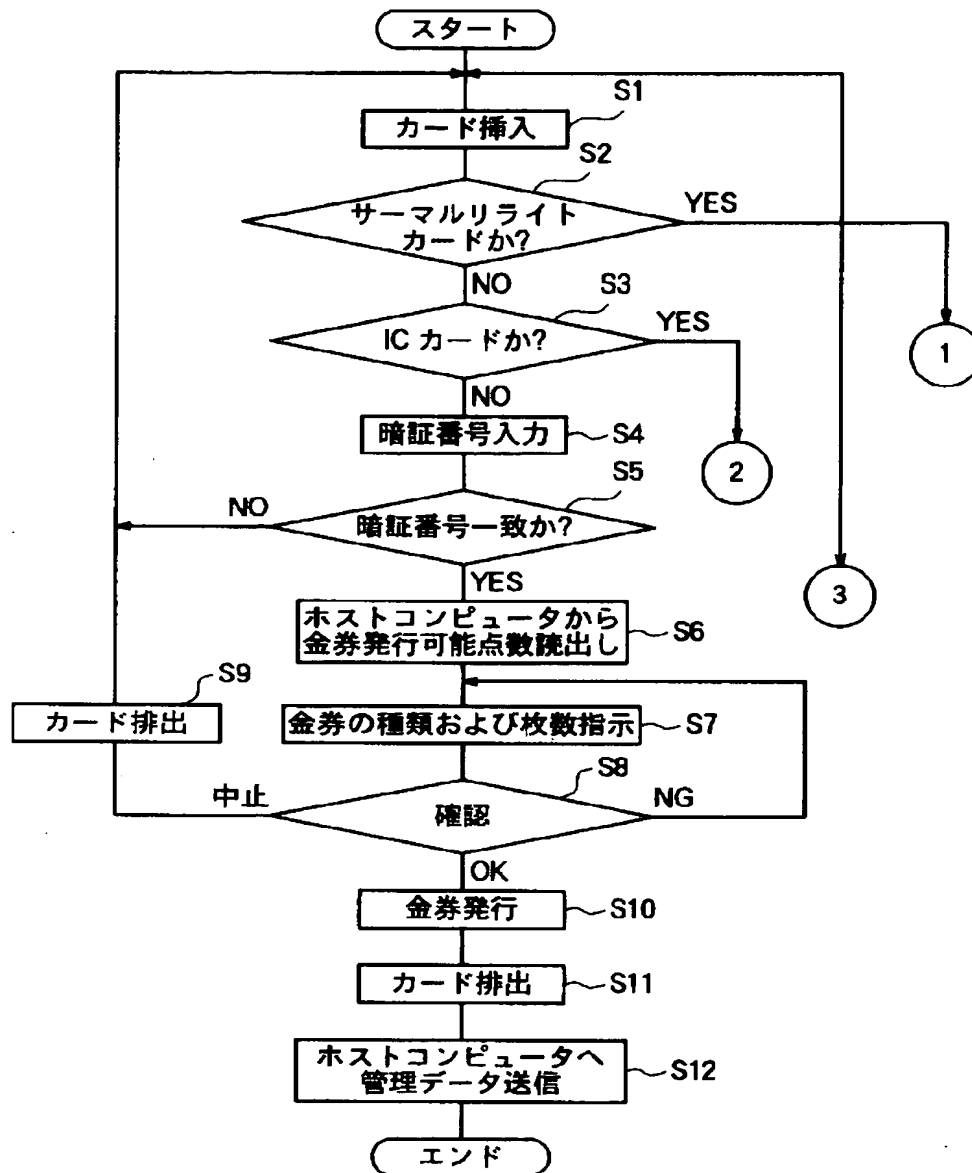 スタート
S1
カード挿入
S2
サーマルリライト
カードか?
YES
NO
S3
ICカードか?
YES
1
NO
暗証番号入力
S4
2
S5
NO
暗証番号一致か?
YES
3
ホストコンピュータから
金券発行可能点数読出し
S6
S9
カード排出
金券の種類および枚数指示
S7
S8
中止
確認
NG
OK
金券発行
S10
カード排出
S11
ホストコンピュータへ
管理データ送信
S12
エンド